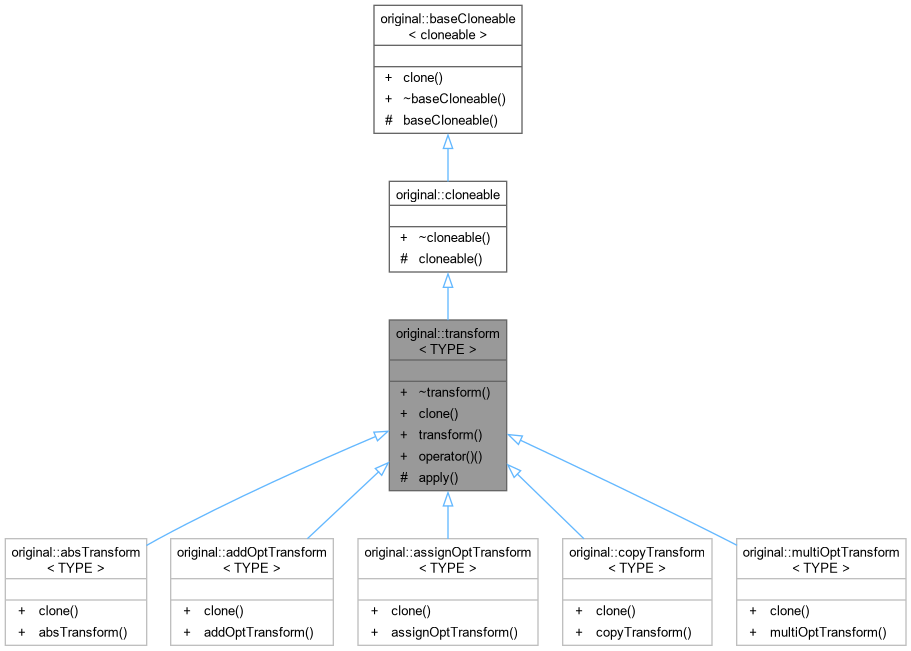 original::baseCloneable
< cloneable >
+ clone()
+ ~baseCloneable()
# baseCloneable()
original::cloneable
+ ~cloneable()
# cloneable()
original::transform
< TYPE >
+ ~transform()
+ clone()
+ transform()
+ operator()()
# apply()
original::absTransform
< TYPE >
+ clone()
+ absTransform()
original::addOptTransform
< TYPE >
+ clone()
+ addOptTransform()
original::assignOptTransform
< TYPE >
+ clone()
+ assignOptTransform()
original::copyTransform
< TYPE >
+ clone()
+ copyTransform()
original::multiOptTransform
< TYPE >
+ clone()
+ multiOptTransform()